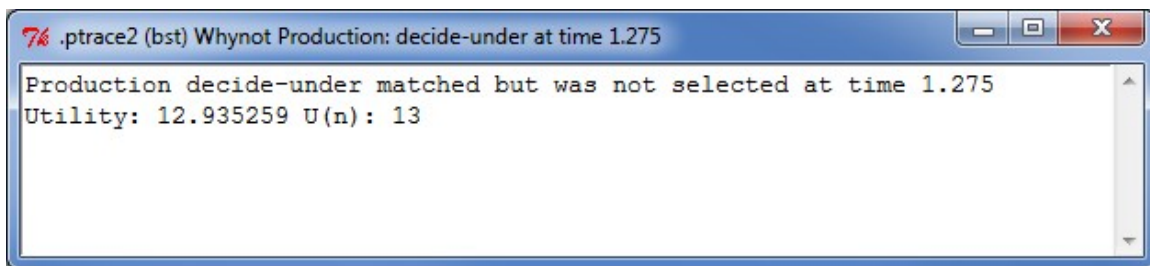 .ptrace2 (bst) Whynot Production: decide-under at time 1.275
Production decide-under matched but was not selected at time 1.275
Utility: 12.935259 U(n): 13